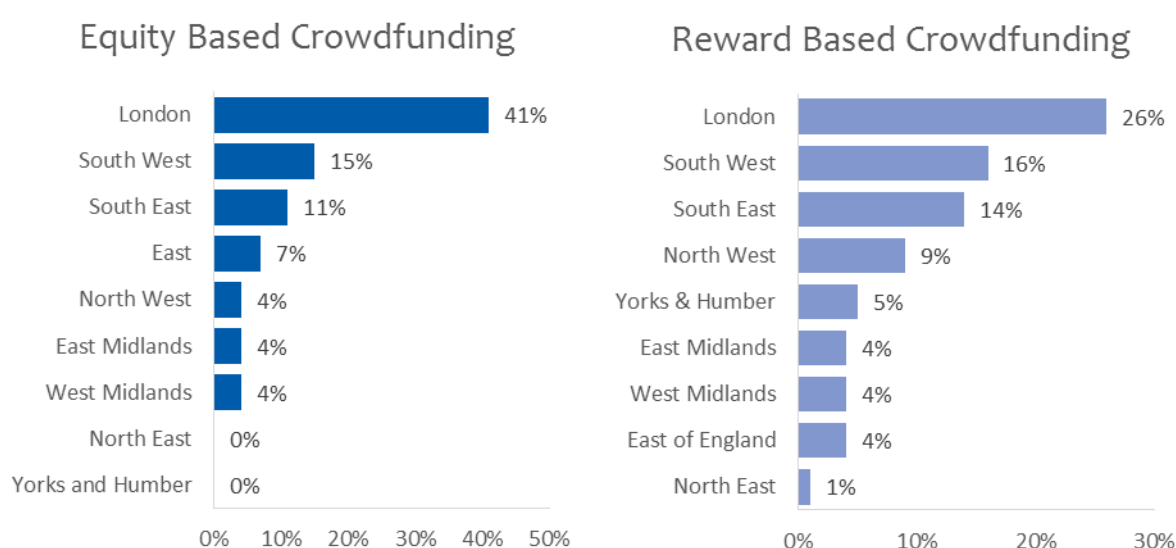 Equity Based Crowdfunding
London 41%
South West 15%
South East 11%
East 7%
North West 4%
East Midlands 4%
West Midlands 4%
North East 0%
Yorks and Humber 0%
0% 10% 20% 30% 40% 50%
Reward Based Crowdfunding
London 26%
South West 16%
South East 14%
North West 9%
Yorks & Humber 5%
East Midlands 4%
West Midlands 4%
East of England 4%
North East 1%
0% 10% 20% 30%